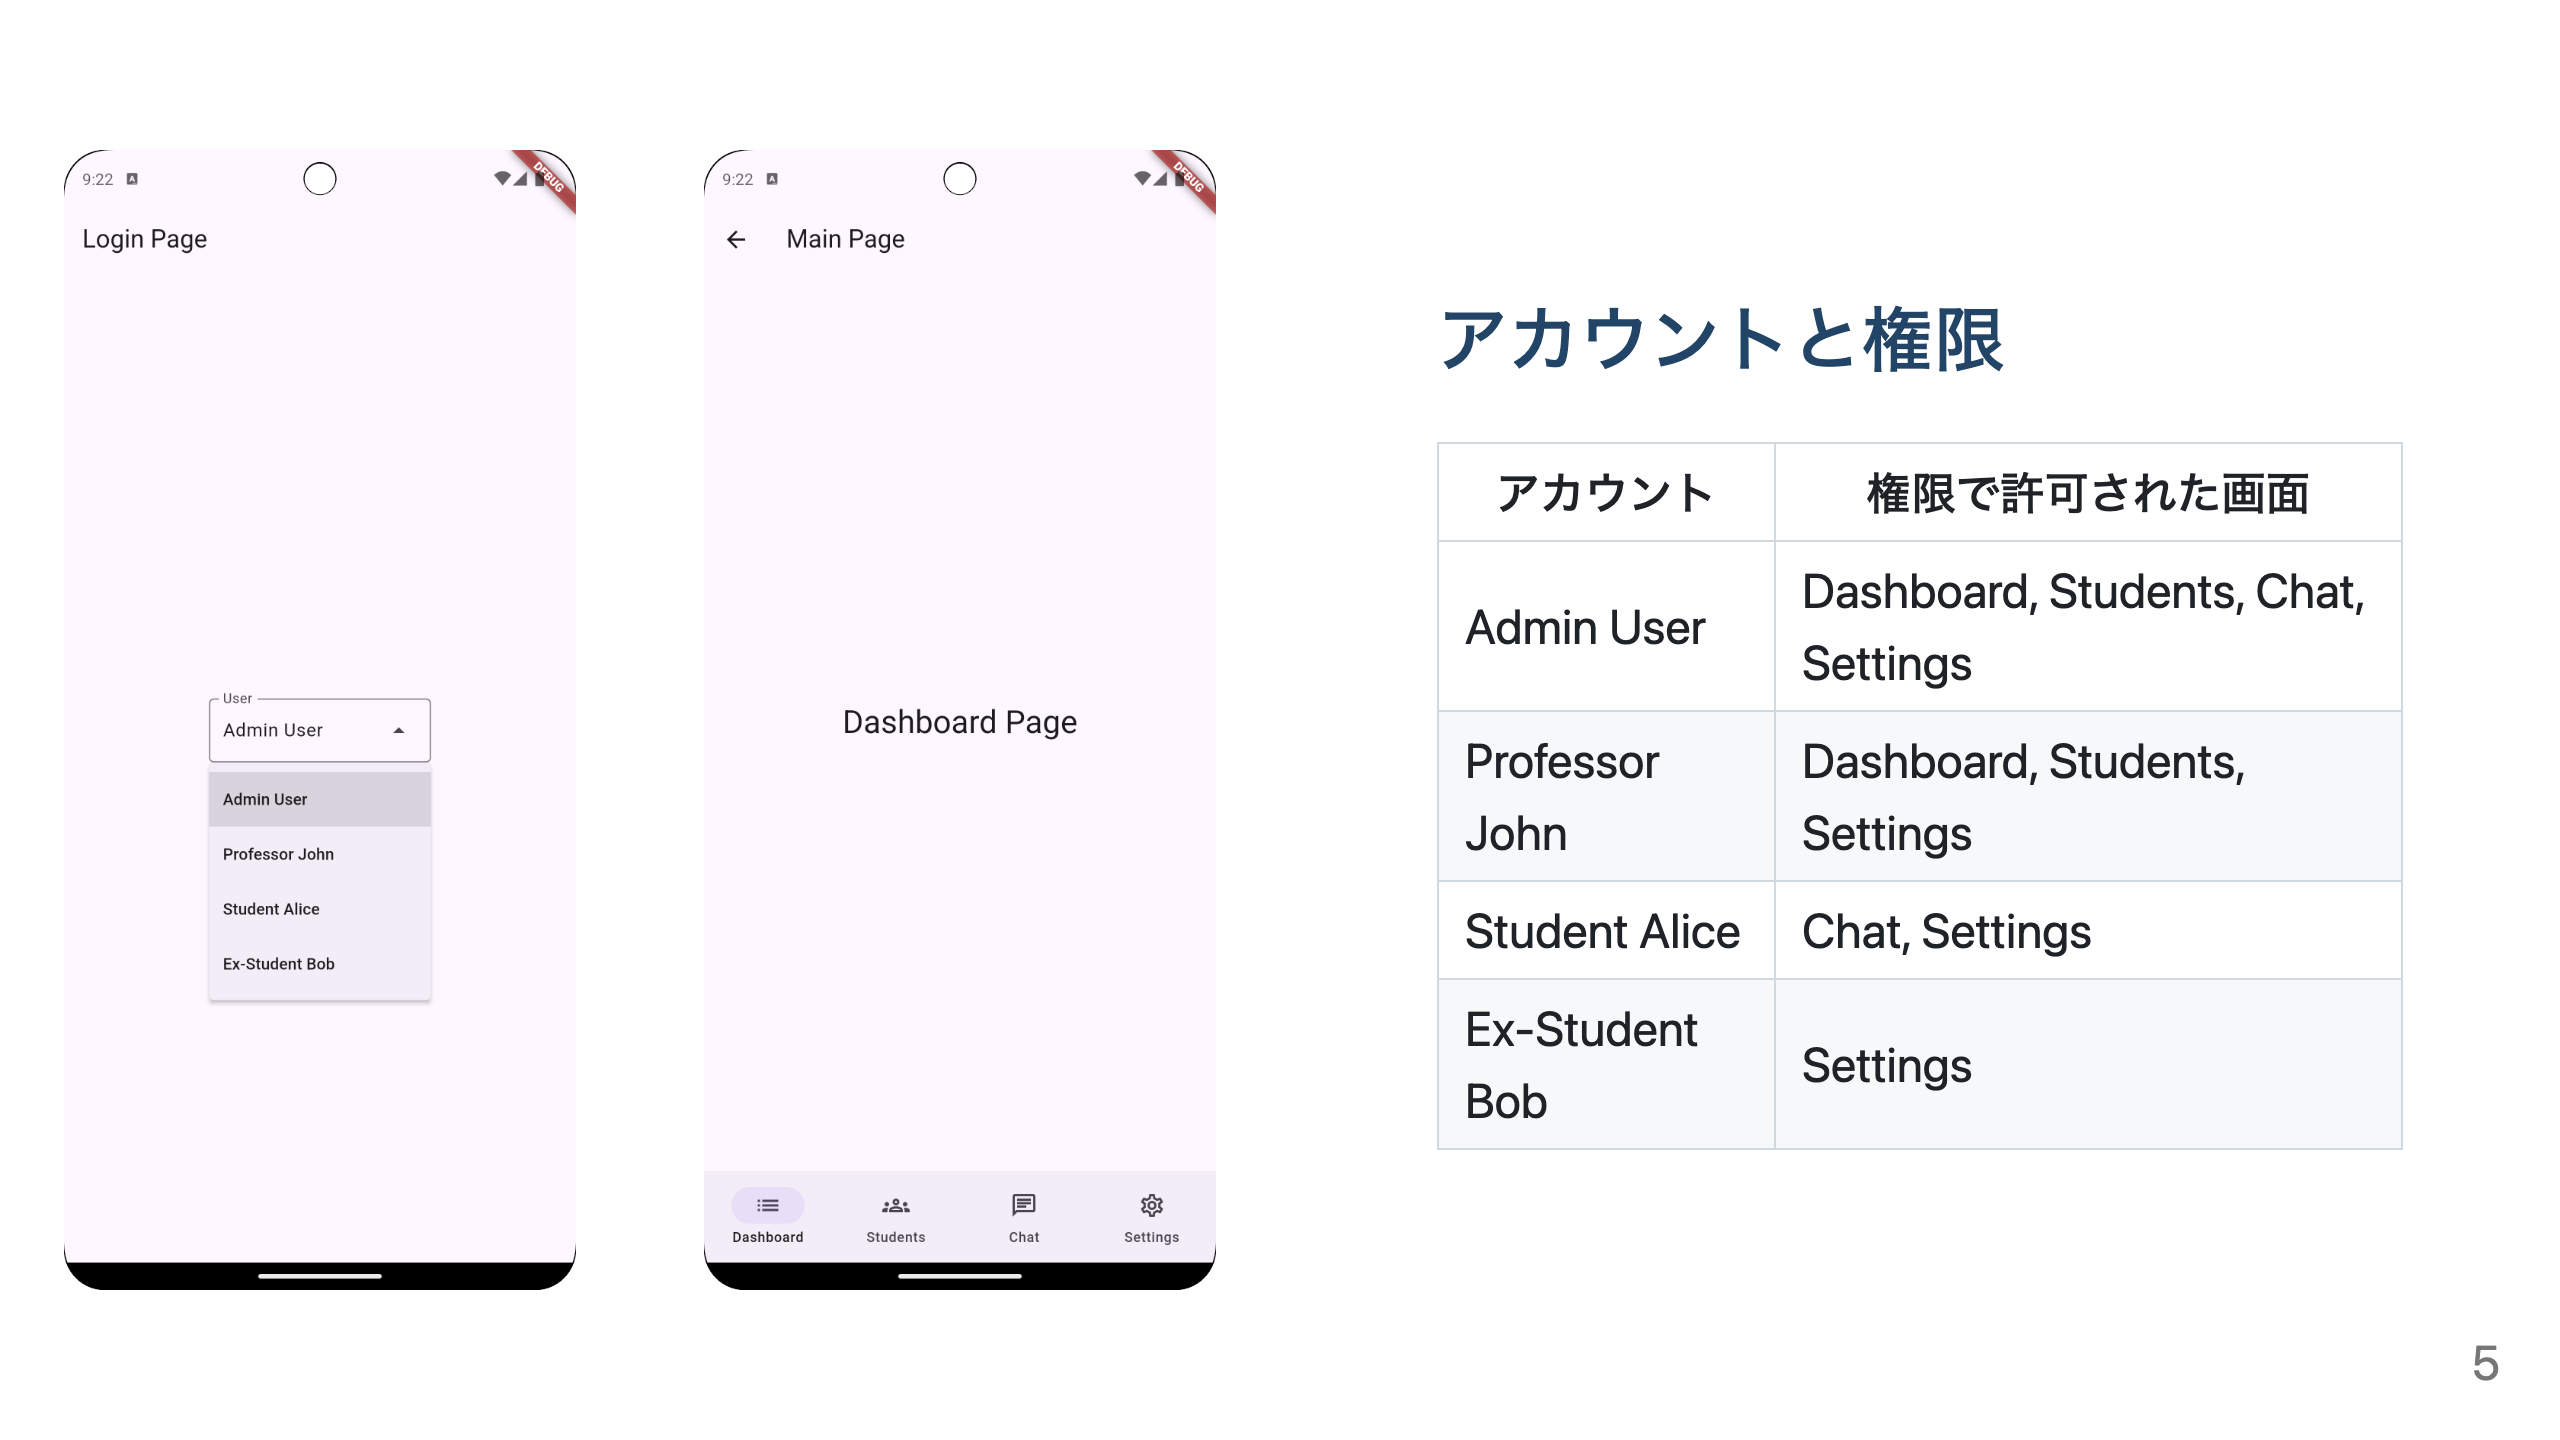 9:22
DEBUG
Login Page
User
Admin User
Admin User
Professor John
Student Alice
Ex-Student Bob
9:22
DEBUG
Main Page
Dashboard Page
Dashboard
Students
Chat
Settings
アカウントと権限
アカウント
権限で許可された画面
Admin User
Dashboard, Students, Chat,
Settings
Professor
John
Dashboard, Students,
Settings
Student Alice
Chat, Settings
Ex-Student
Bob
Settings
5